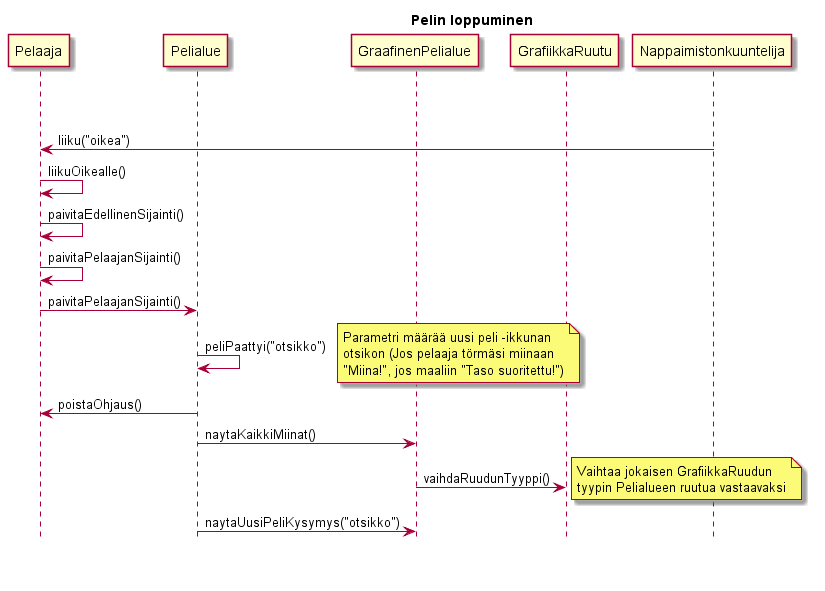 Pelin loppuminen
Pelaaja
Pelialue
GraafinenPelialue
GrafiikkaRuutu
Nappaimistonkuuntelija
liiku("oikea")
liikuOikealle()
paivitaEdellinenSijainti()
paivitaPelaajanSijainti()
paivitaPelaajanSijainti()
peliPaattyi("otsikko")
Parametri määrää uusi peli -ikkunan
otsikon (Jos pelaaja törmäsi miinaan
"Miina!", jos maaliin "Taso suoritettu!")
poistaOhjaus()
naytaKaikkiMiinat()
vaihdaRuudunTyyppi()
Vaihtaa jokaisen GrafiikkaRuudun
tyypin Pelialueen ruutua vastaavaksi
naytaUusiPeliKysymys("otsikko")